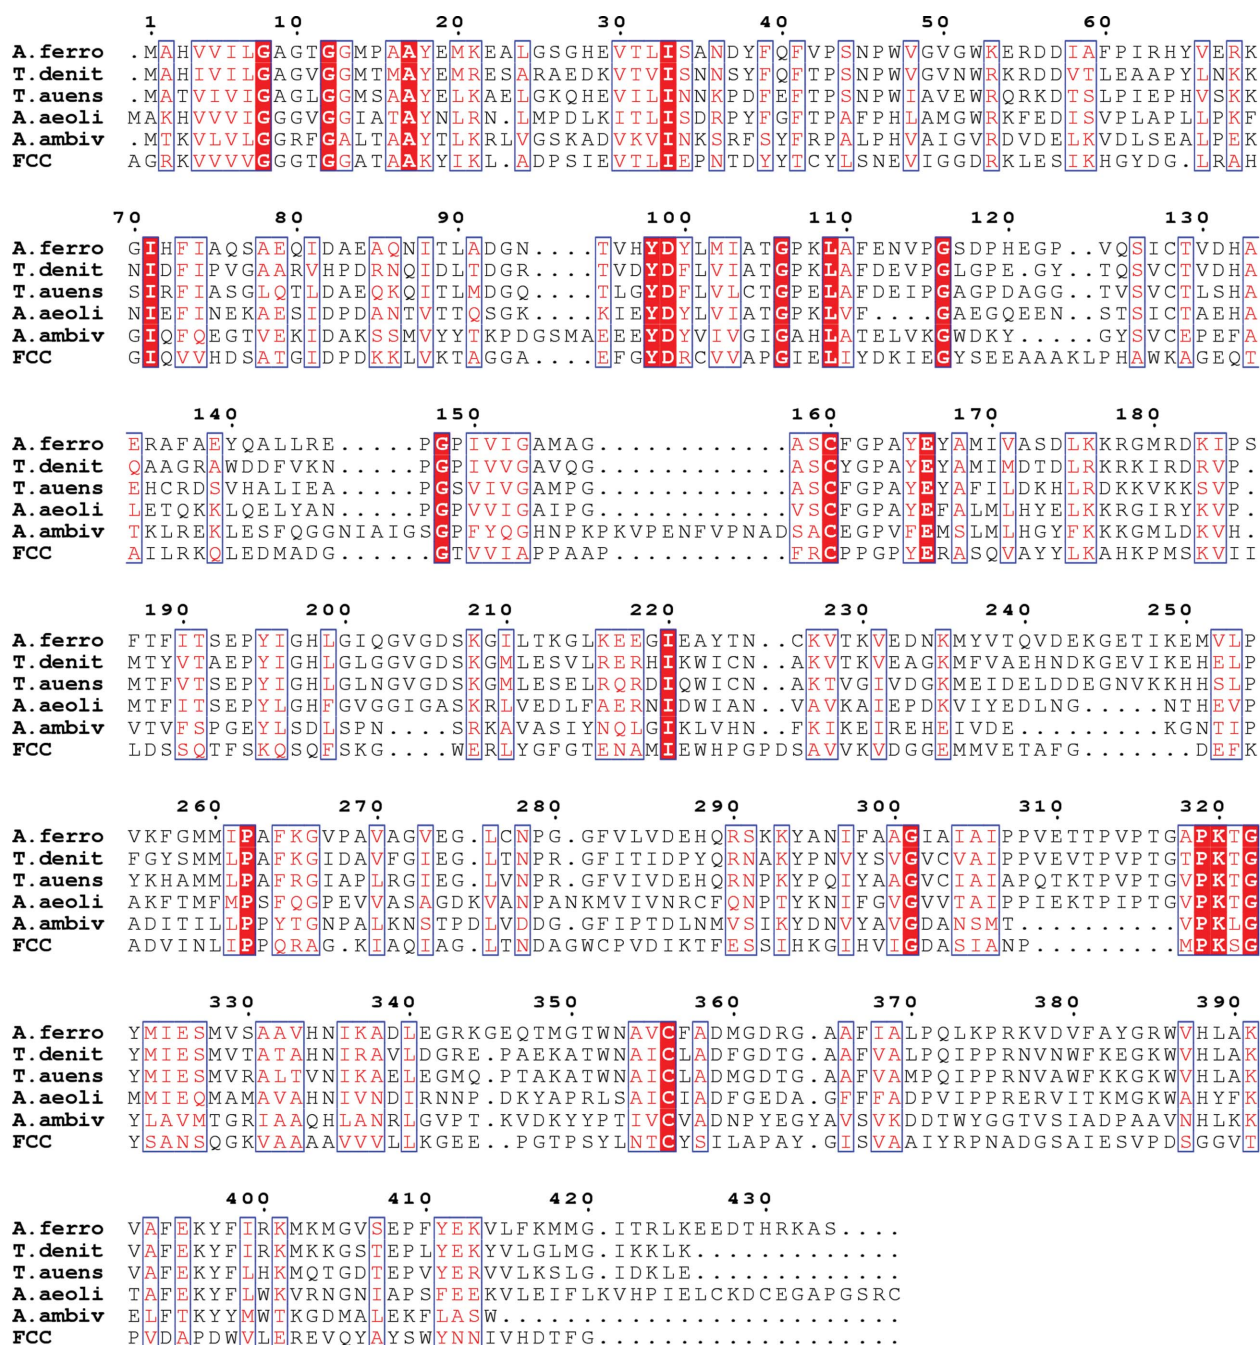 1 10 20 30 40 50 60
A.ferro .MAHVVILGAGTGGMPAAYEMKEALGSGHEVTLISANDYFQFVPSNPWVGVGWKERDDIAFPIRHYVERK
T.denit .MAHIVILGAGVGGMTMAYEMRESARAEDKVTVISNNSYFQFTPSNPWVGVNWRKRDDVTLEAAPYLNKK
T.auens .MATVIVIGAGLGGMSAAYELKAELGKQHEVILINNKPDFEFTPSNPWIAVEWRQRKDTSLPIEPHVSKK
A.aeoli MAKHVVVIGGGVGGIATAYNLRN.LMPDLKITLISDRPYFGFTPAFPHLAMGWRKFEDISVPLAPLLPKF
A.ambiv .MTKVLVLGGRFGALTAAYTLKRLVGSKADVKVINKSRFSYFRPALPHVAIGVRDVDELKVDLSEALPEK
FCC AGRKVVVVGGGTGGATAAKYIKL.ADPSIEVTLIEPNTDYYTCYLSNEVIGGDRKLESIKHGYDG.LRAH
70 80 90 100 110 120 130
A.ferro GIHFIAQSAEQIDAEAQNITLADGN....TVHYDYLMIATGPKLAFENVPGSDPHEGP..VQSICTVDHA
T.denit NIDFIPVGAARVHPDRNQIDLTDGR....TVDYDFLVIATGPKLAFDEVPGLGPE.GY..TQSVCTVDHA
T.auens SIRFIASGLQTLDAEQKQITLMDGQ....TLGYDFLVLCTGPELAFDEIPGAGPDAGG..TVSVCTLSHA
A.aeoli NIEFINEKAESIDPDANTVTTQSGK....KIEYDYLVIATGPKLVF....GAEGQEEN..STSICTAEHA
A.ambiv GIQFQEGTVEKIDAKSSMVYYTKPDGSMAEEEYDYVIVGIGAHLATELVKGWDKY.....GYSVCEPEFA
FCC GIQVVHDSATGIDPDKKLVKTAGGA....EFGYDRCVVAPGIELIYDKIEGYSEEAAAKLPHAWKAGEQT
140 150 160 170 180
A.ferro ERAFAEYQALLRE.....PGPIVIGAMAG............ASCFGPAYEYAMIVASDLKKRGMRDKIPS
T.denit QAAGRAWDDFVKN.....PGPIVVGAVQG............ASCYGPAYEYAMIMDTDLRKRKIRDRVP.
T.auens EHCRDSVHALIEA.....PGSVIVGAMPG............ASCFGPAYEYAFILDKHLRDKKVKKSVP.
A.aeoli LETQKKLQELYAN.....PGPVVIGAIPG............VSCFGPAYEFALMLHYELKKRGIRYKVP.
A.ambiv TKLREKLESFQGGNIAIGSGPFYQGHNPKPKVPENFVPNADSACEGPVFEMSLMLHGYFKKKGMLDKVH.
FCC AILRKQLEDMADG......GTVVIAPPAAP...........FRCPPGPYERASQVAYYLKAHKPMSKVII
190 200 210 220 230 240 250
A.ferro FTFITSEPYIGHLGIQGVGDSKGILTKGLKEEGIEAYTN..CKVTKVEDNKMYVTQVDEKGETIKEMVLP
T.denit MTYVTAEPYIGHLGLGGVGDSKGMLESVLRERHIKWICN..AKVTKVEAGKMFVAEHNDKGEVIKEHELP
T.auens MTFVTSEPYIGHLGLNGVGDSKGMLESELRQRDIQWICN..AKTVGIVDGKMEIDELDDEGNVKKHHSLP
A.aeoli MTFITSEPYLGHFGVGGIGASKRLVEDLFAERNIDWIAN..VAVKAIEPDKVIYEDLNG.....NTHEVP
A.ambiv VTVFSPGEYLSDLSPN....SRKAVASIYNQLGIKLVHN..FKIKEIREHEIVDE.........KGNTIP
FCC LDSSQTFSKQSQFSKG....WERLYGFGTENAMIEWHPGPDSAVVKVDGGEMMVETAFG.......DEFK
260 270 280 290 300 310 320
A.ferro VKFGMMIPAFKGVPAVAGVEG.LCNPG.GFVLVDEHQRSKKYANIFAAGIAIAIPPVETTPVPTGAPKTG
T.denit FGYSMMLPAFKGIDAVFGIEG.LTNPR.GFITIDPYQRNAKYPNVYSVGVCVAIPPVEVTPVPTGTPKTG
T.auens YKHAMMLPAFRGIAPLRGIEG.LVNPR.GFVIVDEHQRNPKYPQIYAAGVCIAIAPQTKTPVPTGVPKTG
A.aeoli AKFTMFMPSFQGPEVVASAGDKVANPANKMVIVNRCFQNPTYKNIFGVGVVTAIPPIEKTPIPTGVPKTG
A.ambiv ADITILLPPYTGNPALKNSTPDLVDDG.GFIPTDLNMVSIKYDNVYAVGDANSMT..........VPKLG
FCC ADVINLIPPQRAG.KIAQIAG.LTNDAGWCPVDIKTFESSIHKGIHVIGDASIANP.........MPKSG
330 340 350 360 370 380 390
A.ferro YMIESMVSAAVHNIKADLEGRKGEQTMGTWNAVCFADMGDRG.AAFIALPQLKPRKVDVFAYGRWVHLAK
T.denit YMIESMVTATAHNIRAVLDGRE.PAEKATWNAICLADFGDTG.AAFVALPQIPPRNVNWFKEGKWVHLAK
T.auens YMIESMVRALTVNIKAELEGMQ.PTAKATWNAICLADMGDTG.AAFVAMPQIPPRNVAWFKKGKWVHLAK
A.aeoli MMIEQMAMAVAHNIVNDIRNNP.DKYAPRLSAICIADFGEDA.GFFFADPVIPPRERVITKMGKWAHYFK
A.ambiv YLAVMTGRIAAQHLANRLGVPT.KVDKYYPTIVCVADNPYEGYAVSVKDDTWYGGTVSIADPAAVNHLKK
FCC YSANSQGKVAAAAVVVLLKGEE..PGTPSYLNTCYSILAPAY.GISVAAIYRPNADGSAIESVPDSGGVT
400 410 420 430
A.ferro VAFEKYFIRKMKMGVSEPFYEKVLFKMMG.ITRLKEEDTHRKAS....
T.denit VAFEKYFIRKMKKGSTEPLYEKYVLGLMG.IKKLK.............
T.auens VAFEKYFLHKMQTGDTEPVYERVVLKSLG.IDKLE.............
A.aeoli TAFEKYFLWKVRNGNIAPSFEEKVLEIFLKVHPIELCKDCEGAPGSRC
A.ambiv ELFTKYYMWTKGDMALEKFLASW.........................
FCC PVDAPDWVLEREVQYAYSWYNNIVHDTFG...................